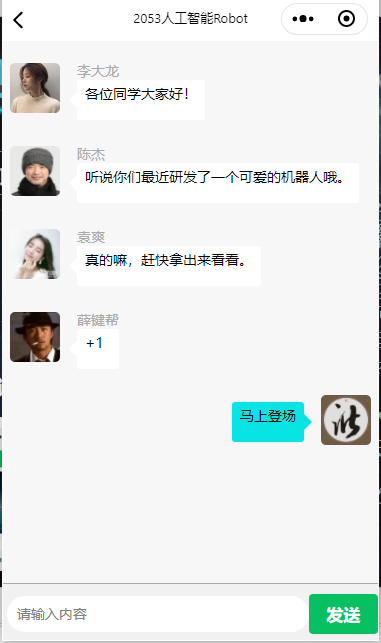 2053人工智能Robot
李大龙
各位同学大家好！
陈杰
听说你们最近研发了一个可爱的机器人哦。
袁爽
真的嘛，赶快拿出来看看。
薛键帮
+1
马上登场
请输入内容
发送